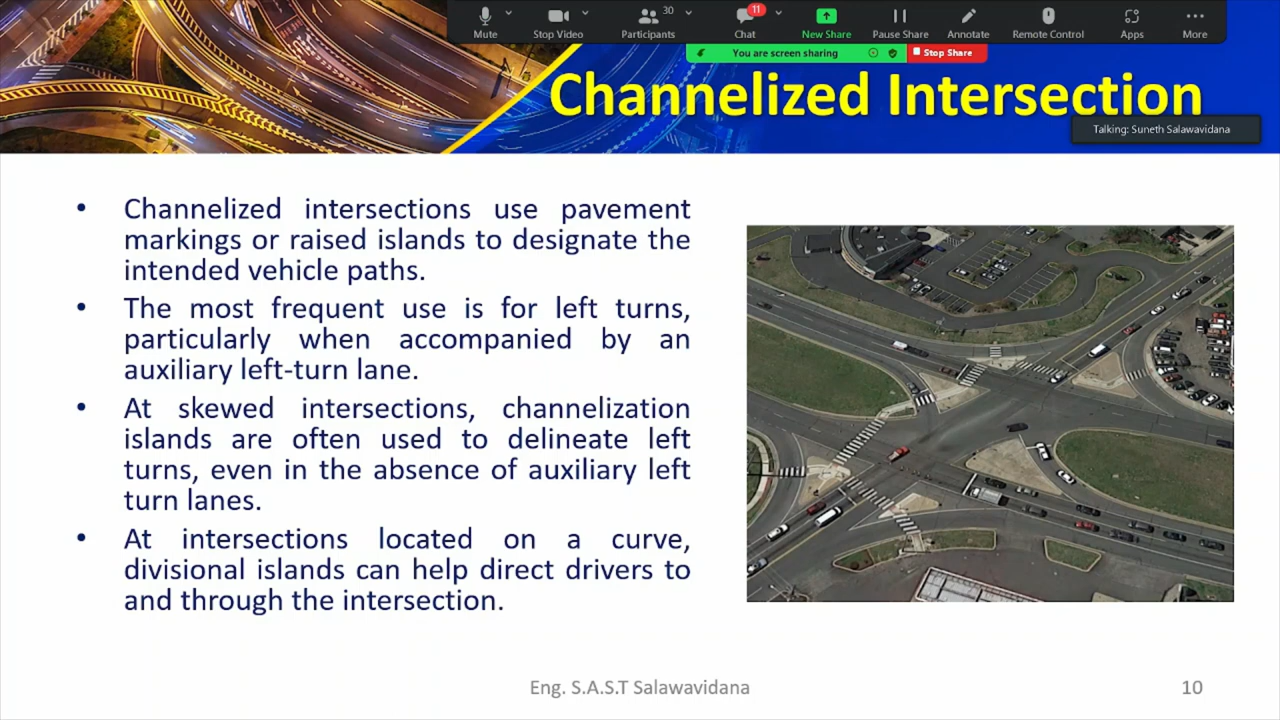 30
11
Mute
Stop Video
Participants
Chat
New Share
Pause Share
Annotate
Remote Control
Apps
More
You are screen sharing
Stop Share
Channelized Intersection
Talking: Suneth Salawavidana
• Channelized intersections use pavement
markings or raised islands to designate the
intended vehicle paths.
• The most frequent use is for left turns,
particularly when accompanied by an
auxiliary left-turn lane.
• At skewed intersections, channelization
islands are often used to delineate left
turns, even in the absence of auxiliary left
turn lanes.
• At intersections located on a curve,
divisional islands can help direct drivers to
and through the intersection.
Eng. S.A.S.T Salawavidana
10